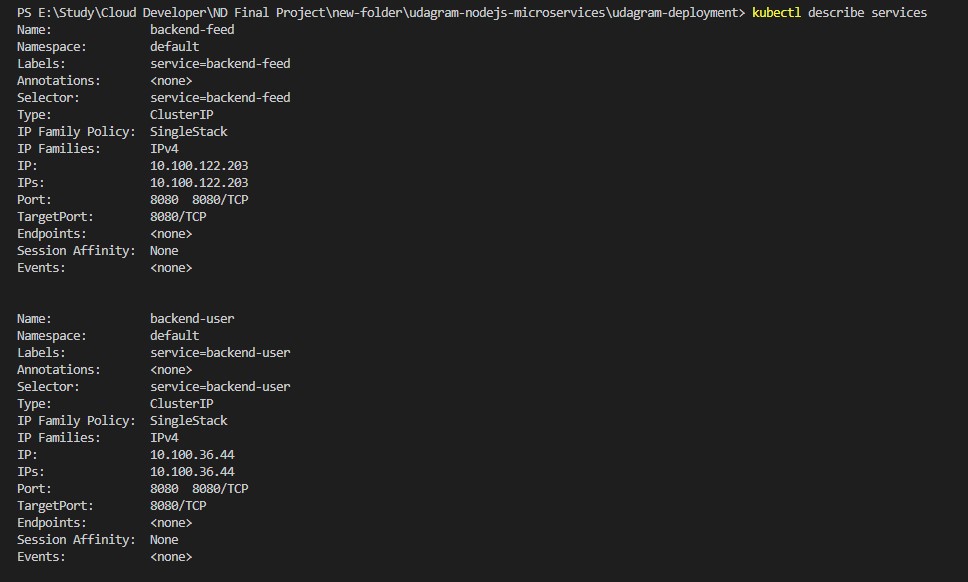 PS E:\Study\Cloud Developer\ND Final Project\new-folder\udagram-nodejs-microservices\udagram-deployment> kubectl describe services
Name:              backend-feed
Namespace:         default
Labels:            service=backend-feed
Annotations:       <none>
Selector:          service=backend-feed
Type:              ClusterIP
IP Family Policy:  SingleStack
IP Families:       IPv4
IP:                10.100.122.203
IPs:               10.100.122.203
Port:              8080  8080/TCP
TargetPort:        8080/TCP
Endpoints:         <none>
Session Affinity:  None
Events:            <none>
Name:              backend-user
Namespace:         default
Labels:            service=backend-user
Annotations:       <none>
Selector:          service=backend-user
Type:              ClusterIP
IP Family Policy:  SingleStack
IP Families:       IPv4
IP:                10.100.36.44
IPs:               10.100.36.44
Port:              8080  8080/TCP
TargetPort:        8080/TCP
Endpoints:         <none>
Session Affinity:  None
Events:            <none>